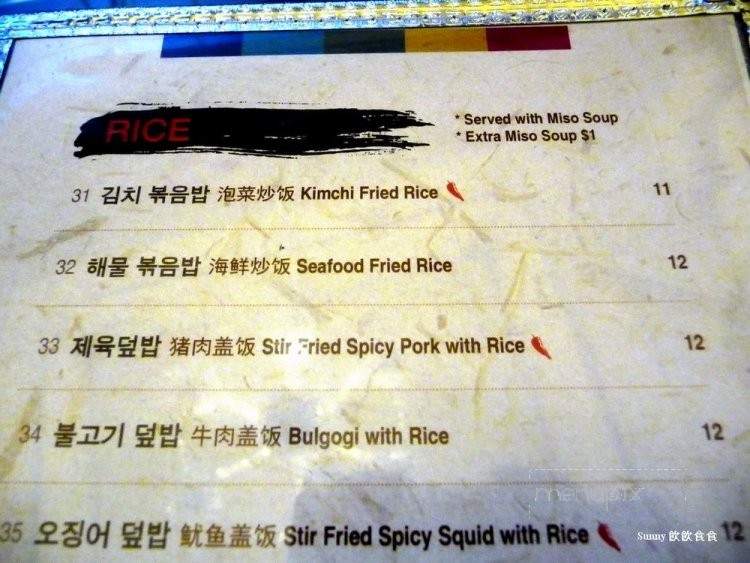 RICE
* Served with Miso Soup
* Extra Miso Soup $1
31 김치 볶음밥 泡菜炒饭 Kimchi Fried Rice 11
32 해물 볶음밥 海鲜炒饭 Seafood Fried Rice 12
33 제육덮밥 猪肉盖饭 Stir Fried Spicy Pork with Rice 12
34 불고기 덮밥 牛肉盖饭 Bulgogi with Rice 12
35 오징어 덮밥 鱿鱼盖饭 Stir Fried Spicy Squid with Rice 12
menupix
Sunny 飲飲食食